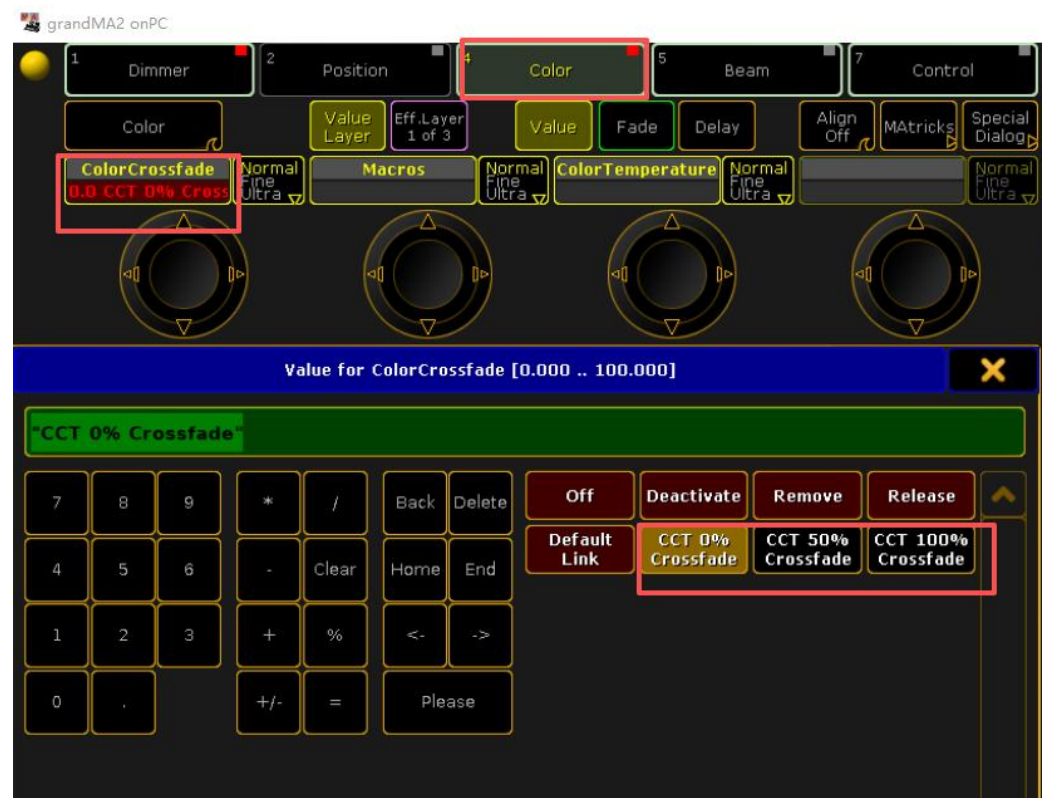 grandMA2 onPC
1 Dimmer 2 Position 4 Color 5 Beam 7 Control
Color
Value Layer
Eff.Layer 1 of 3
Value Fade Delay
Align Off
MAtricks
Special Dialog
ColorCrossfade
0.0 CCT 0% Cross
Normal
Fine
Ultra
Macros
Normal
Fine
Ultra
ColorTemperature
Normal
Fine
Ultra
Normal
Fine
Ultra
Value for ColorCrossfade [0.000 .. 100.000]
"CCT 0% Crossfade"
7 8 9 * / Back Delete
Off Deactivate Remove Release
4 5 6 - Clear Home End
Default Link
CCT 0% Crossfade
CCT 50% Crossfade
CCT 100% Crossfade
1 2 3 + % <- ->
0 . +/- = Please